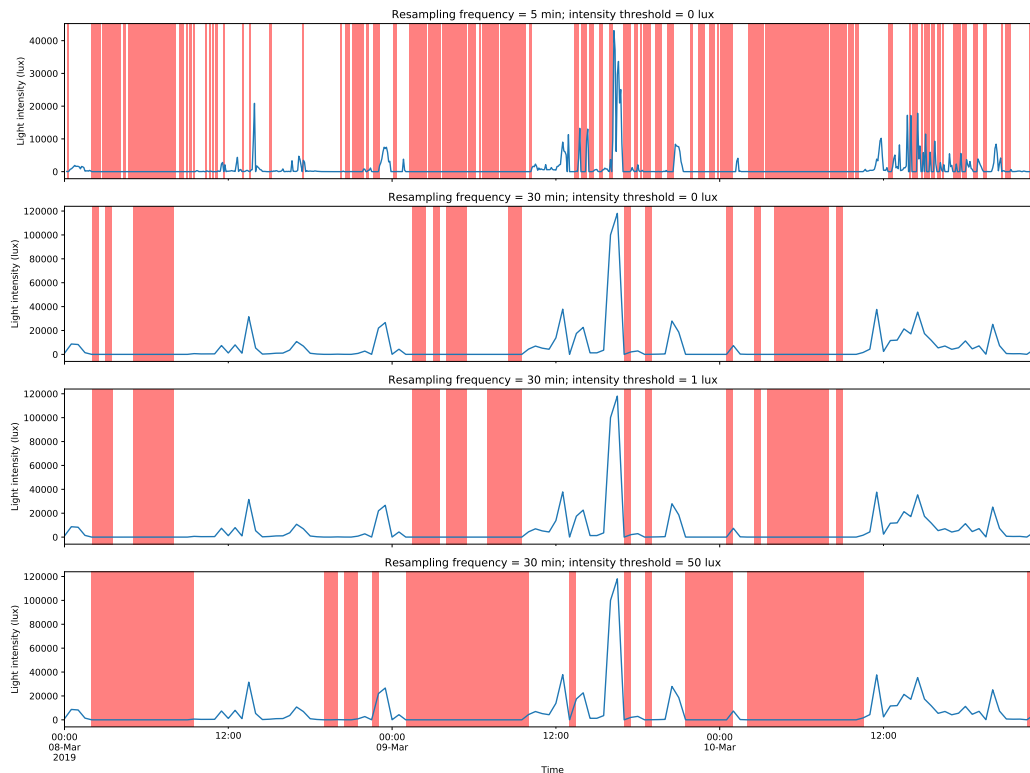 Resampling frequency = 5 min; intensity threshold = 0 lux
Light intensity (lux)
40000
30000
20000
10000
0
Resampling frequency = 30 min; intensity threshold = 0 lux
Light intensity (lux)
120000
100000
80000
60000
40000
20000
0
Resampling frequency = 30 min; intensity threshold = 1 lux
Light intensity (lux)
120000
100000
80000
60000
40000
20000
0
Resampling frequency = 30 min; intensity threshold = 50 lux
Light intensity (lux)
120000
100000
80000
60000
40000
20000
0
00:00 12:00 00:00 12:00 00:00 12:00
08-Mar 09-Mar 10-Mar
2019
Time